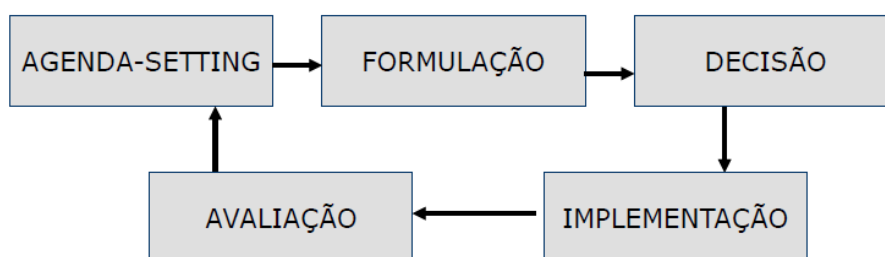 AGENDA-SETTING
FORMULAÇÃO
DECISÃO
AVALIAÇÃO
IMPLEMENTAÇÃO